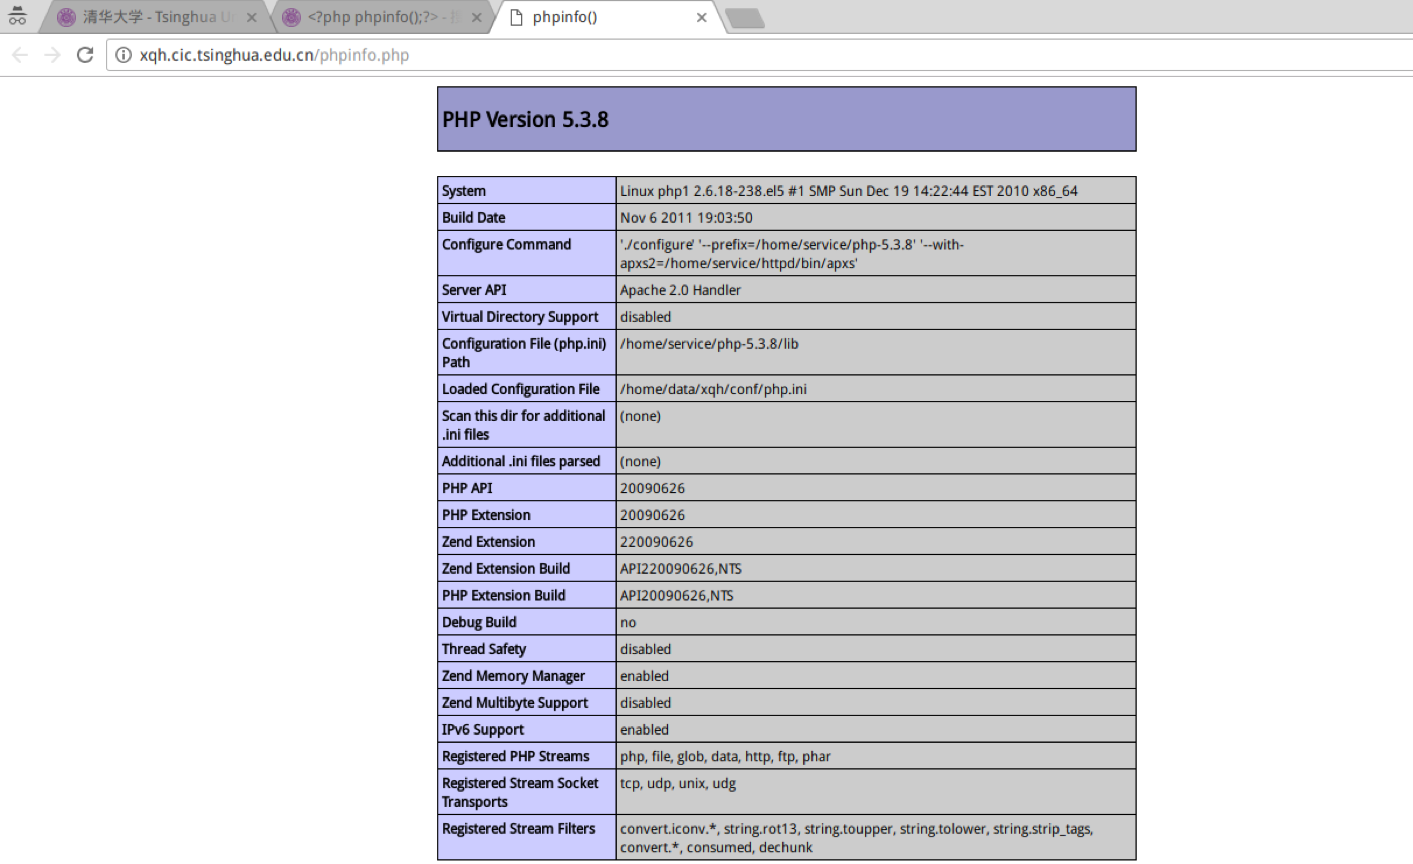 清华大学 - Tsinghua Un
<?php phpinfo();?> - 
phpinfo()
xqh.cic.tsinghua.edu.cn/phpinfo.php
PHP Version 5.3.8
System Linux php1 2.6.18-238.el5 #1 SMP Sun Dec 19 14:22:44 EST 2010 x86_64
Build Date Nov 6 2011 19:03:50
Configure Command './configure' '--prefix=/home/service/php-5.3.8' '--with-
apxs2=/home/service/httpd/bin/apxs'
Server API Apache 2.0 Handler
Virtual Directory Support disabled
Configuration File (php.ini) /home/service/php-5.3.8/lib
Path
Loaded Configuration File /home/data/xqh/conf/php.ini
Scan this dir for additional (none)
.ini files
Additional .ini files parsed (none)
PHP API 20090626
PHP Extension 20090626
Zend Extension 220090626
Zend Extension Build API220090626,NTS
PHP Extension Build API20090626,NTS
Debug Build no
Thread Safety disabled
Zend Memory Manager enabled
Zend Multibyte Support disabled
IPv6 Support enabled
Registered PHP Streams php, file, glob, data, http, ftp, phar
Registered Stream Socket tcp, udp, unix, udg
Transports
Registered Stream Filters convert.iconv.*, string.rot13, string.toupper, string.tolower, string.strip_tags,
convert.*, consumed, dechunk